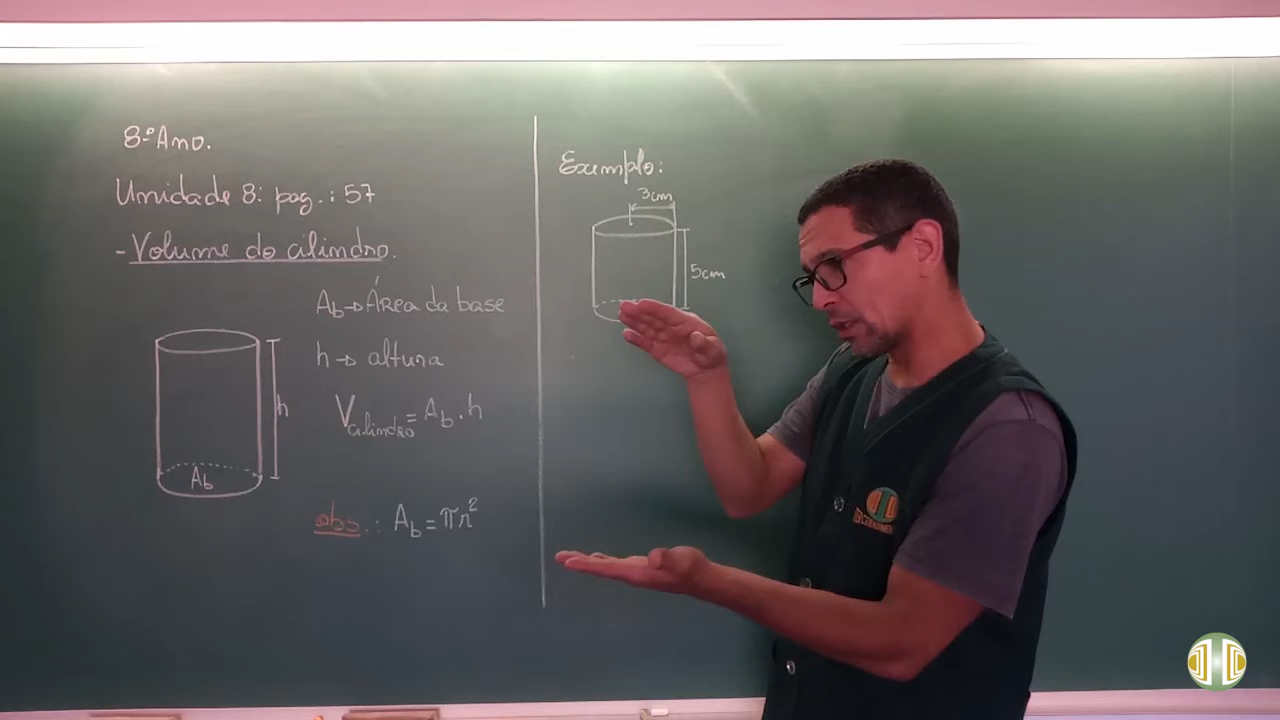 8º Ano.
Unidade 8: pag.: 57
- Volume do cilindro.
Ab → Área da base
h → altura
h
Vcilindro = Ab . h
Ab
obs.: Ab = πr²
Exemplo:
3cm
5cm